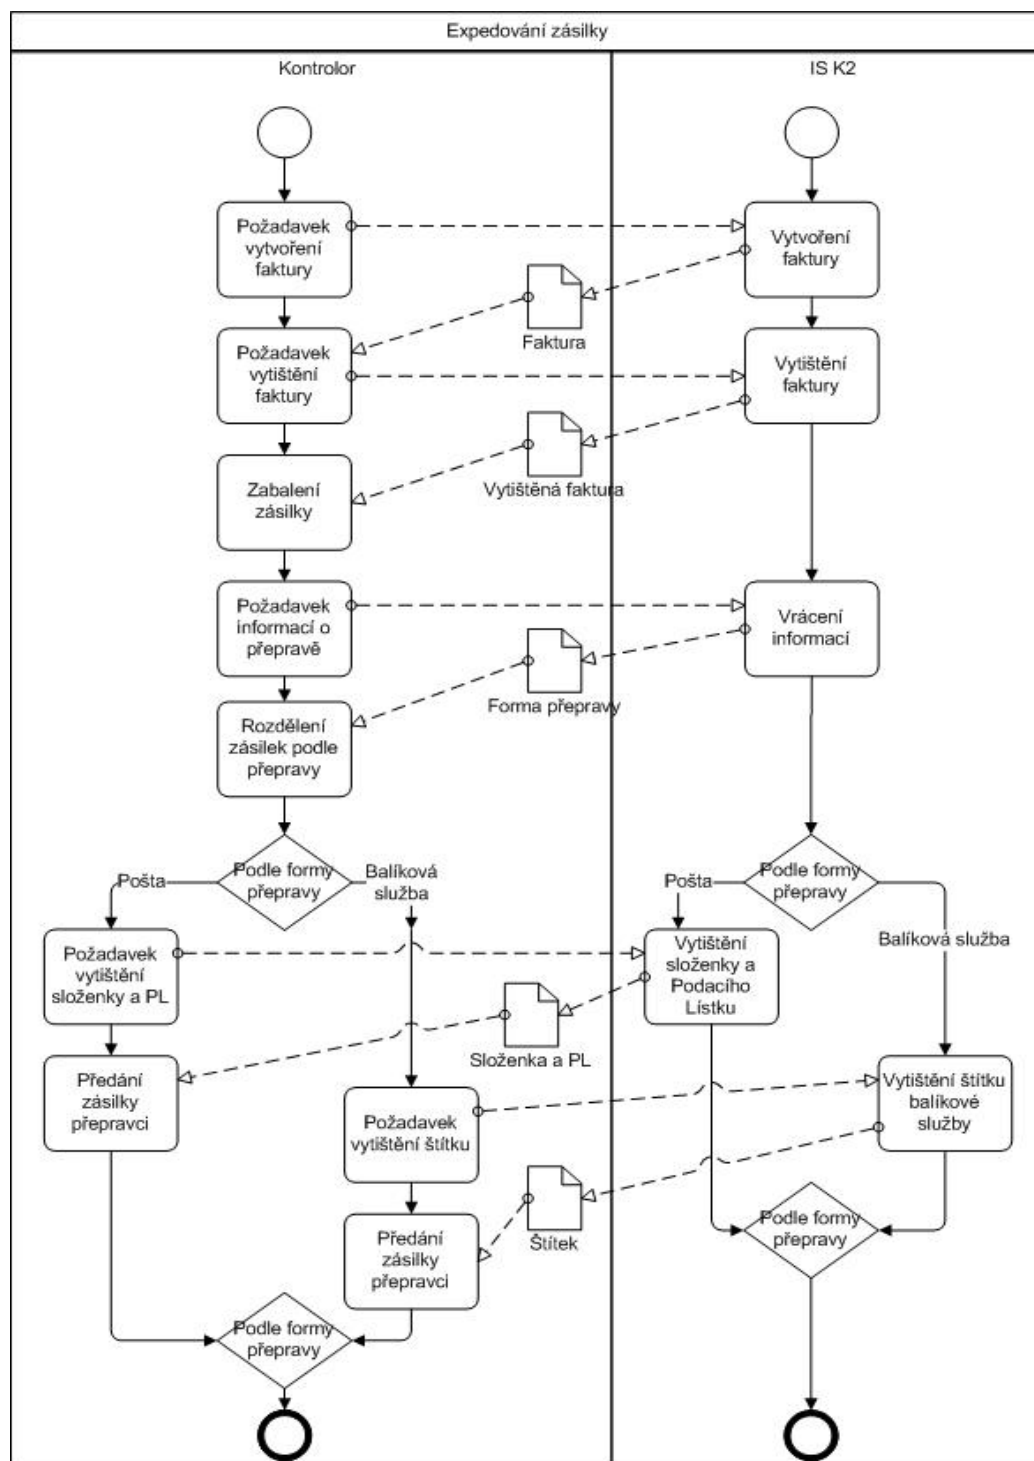 Expedování zásilky
Kontrolor
IS K2
Požadavek
vytvoření
faktury
Vytvoření
faktury
Faktura
Požadavek
vytištění
faktury
Vytištění
faktury
Vytištěná faktura
Zabalení
zásilky
Požadavek
informací o
přepravě
Vrácení
informací
Forma přepravy
Rozdělení
zásilek podle
přepravy
Podle formy
přepravy
Pošta
Balíková
služba
Podle formy
přepravy
Pošta
Balíková služba
Požadavek
vytištění
složenky a PL
Vytištění
složenky a
Podacího
Lístku
Složenka a PL
Předání
zásilky
přepravci
Požadavek
vytištění štítku
Vytištění štítku
balíkové
služby
Štítek
Předání
zásilky
přepravci
Podle formy
přepravy
Podle formy
přepravy